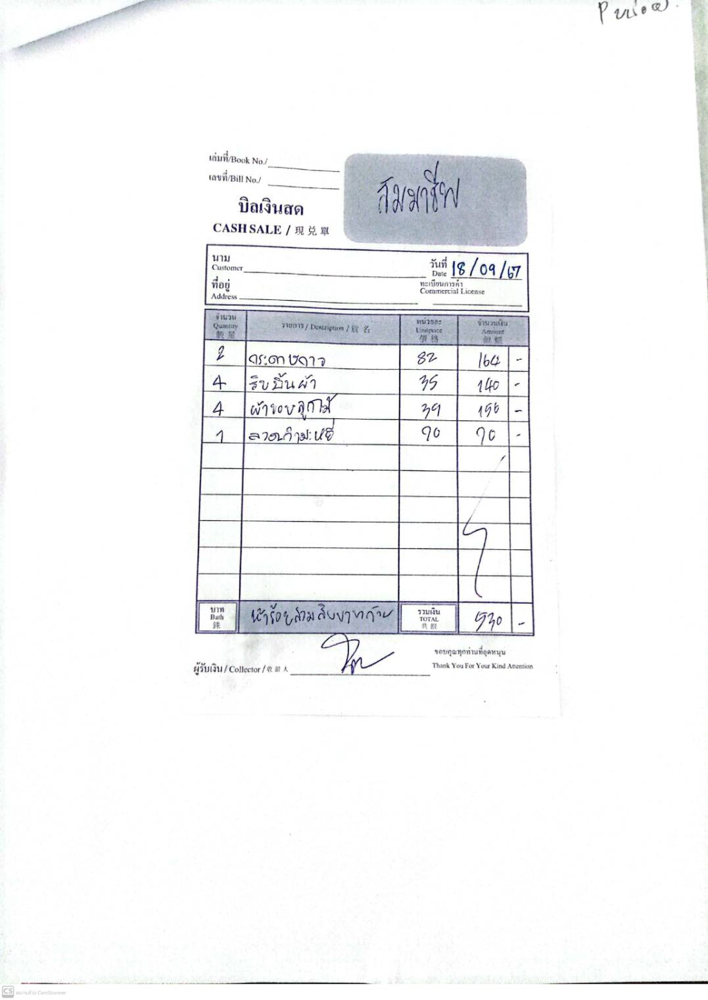 เล่มที่/Book No./
เลขที่/Bill No./
สัมมาชีพ
บิลเงินสด
CASH SALE / 現兑單
นาม
Customer
วันที่
Date 18/09/67
ที่อยู่
Address
ทะเบียนการค้า
Commercial License
จำนวน
Quantity
數量
รายการ / Description / 貨名
หน่วยละ
Unitprice
價格
จำนวนเงิน
Amount
銀額
2 กระดาษกาว 82 164 -
4 ริบบิ้นผ้า 35 140 -
4 ผ้าขอบลูกไม้ 39 156 -
1 ลวดกำมะหยี่ 70 70 -
บาท
Bath
銖
ห้าร้อยสามสิบบาทถ้วน
รวมเงิน
TOTAL
共銀
530 -
ขอบคุณทุกท่านที่อุดหนุน
Thank You For Your Kind Attention
ผู้รับเงิน / Collector / 收銀人
CS สแกนด้วย CamScanner